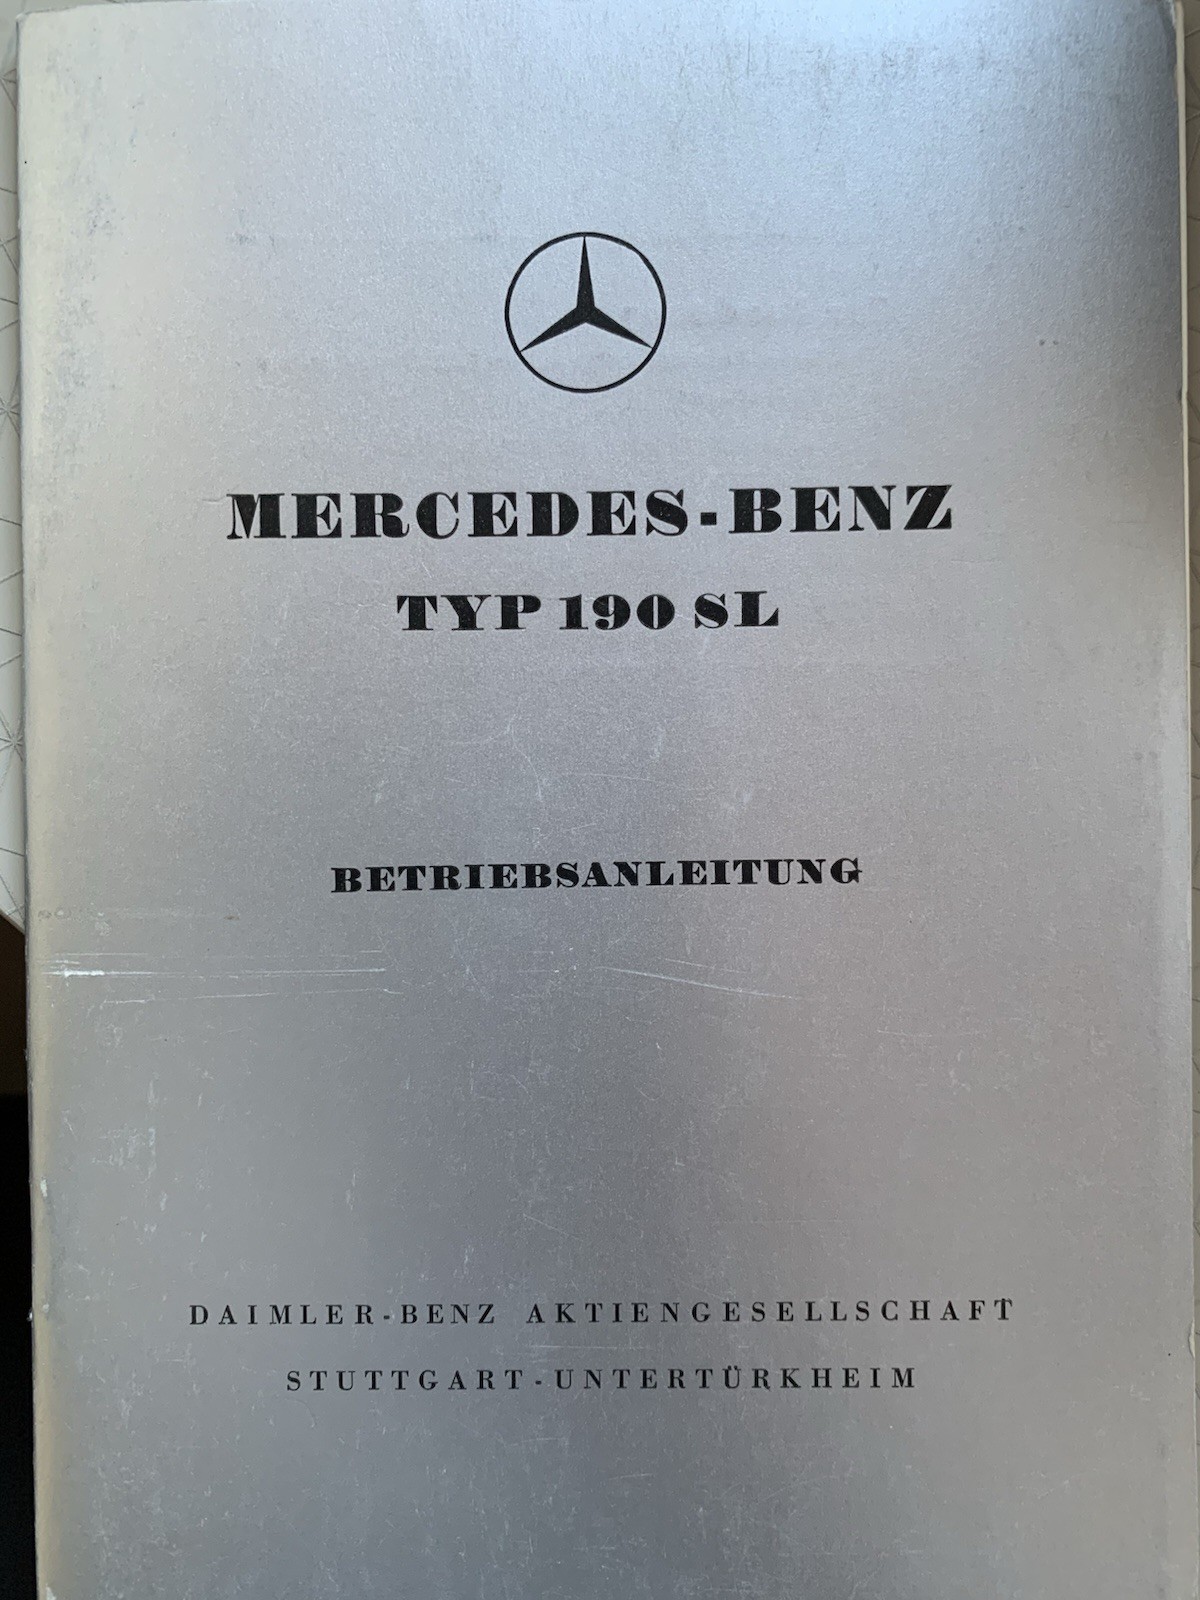 MERCEDES-BENZ
TYP 190 SL
BETRIEBSANLEITUNG
DAIMLER-BENZ AKTIENGESELLSCHAFT
STUTTGART-UNTERTÜRKHEIM